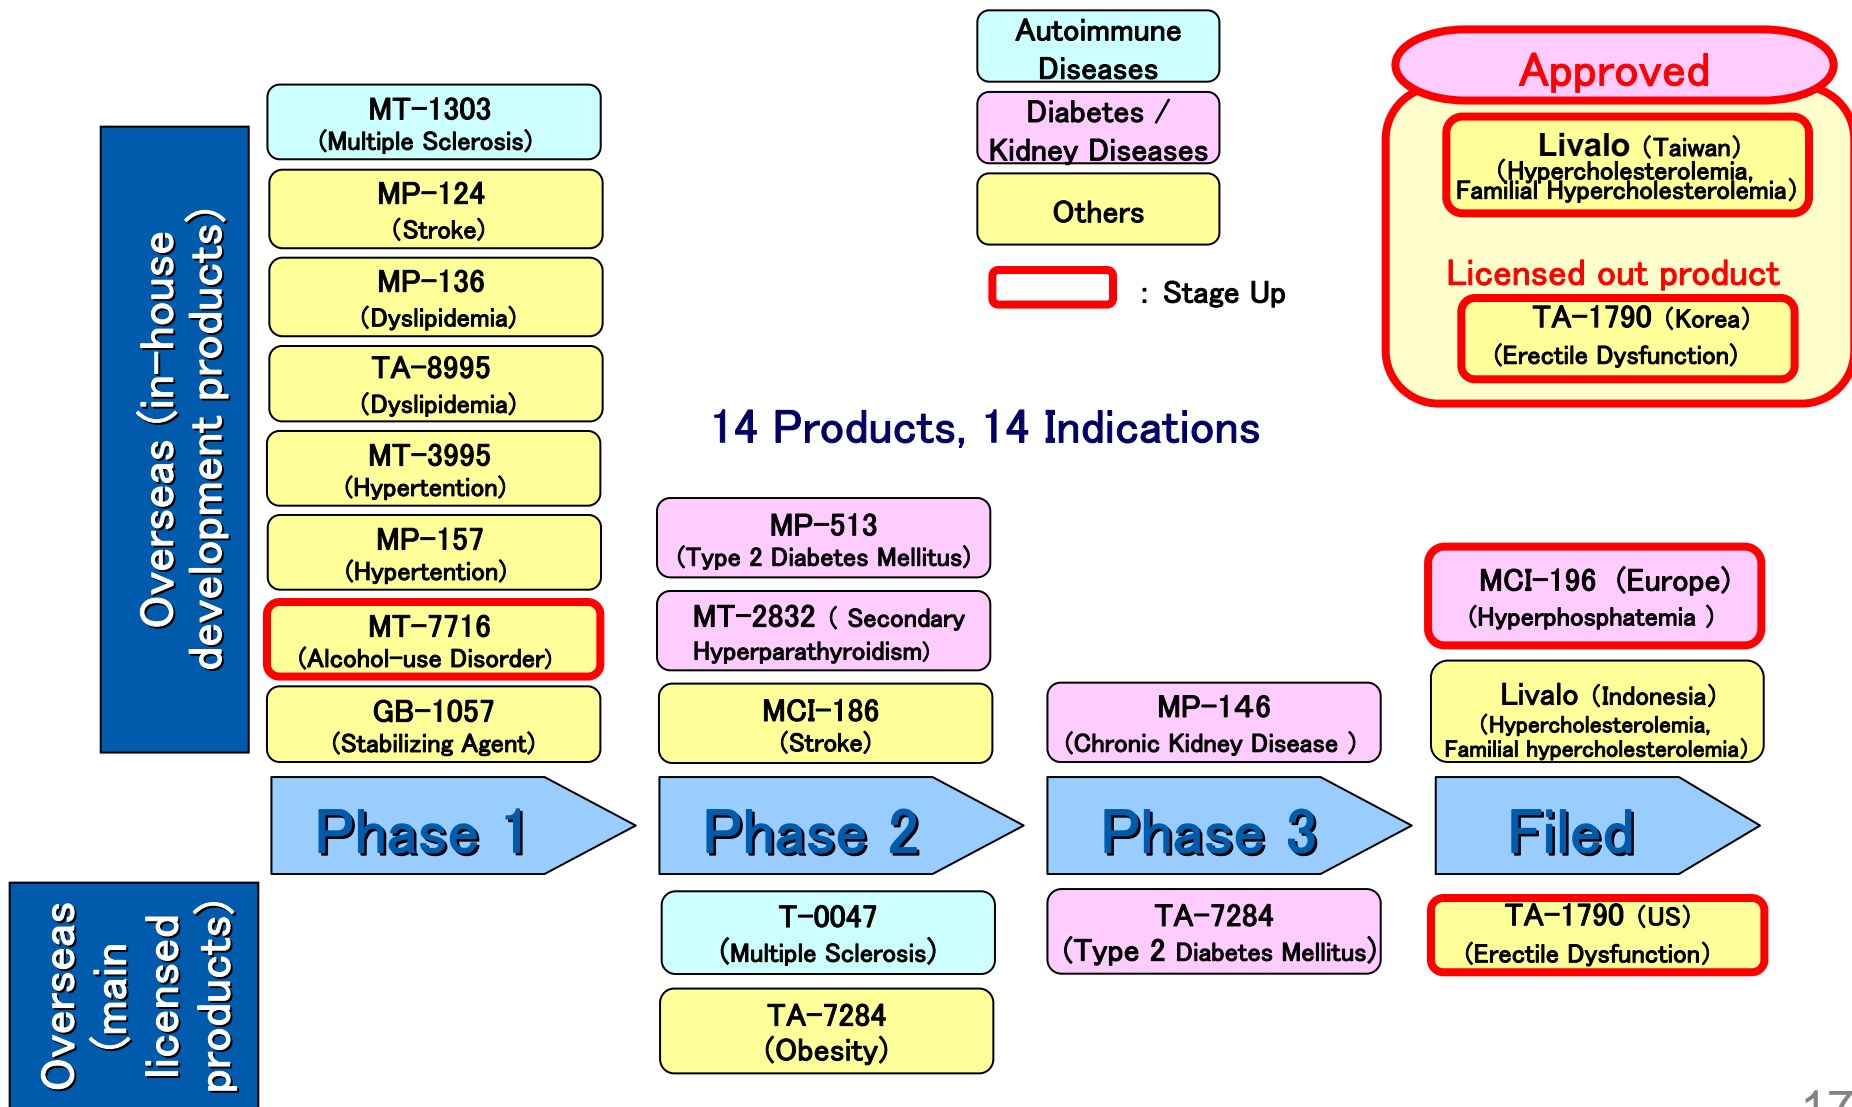 Autoimmune
Diseases
Diabetes /
Kidney Diseases
Others
: Stage Up
Approved
Livalo (Taiwan)
(Hypercholesterolemia,
Familial Hypercholesterolemia)
Licensed out product
TA-1790 (Korea)
(Erectile Dysfunction)
14 Products, 14 Indications
Overseas (in-house
development products)
MT-1303
(Multiple Sclerosis)
MP-124
(Stroke)
MP-136
(Dyslipidemia)
TA-8995
(Dyslipidemia)
MT-3995
(Hypertention)
MP-157
(Hypertention)
MT-7716
(Alcohol-use Disorder)
GB-1057
(Stabilizing Agent)
MP-513
(Type 2 Diabetes Mellitus)
MT-2832 ( Secondary
Hyperparathyroidism)
MCI-186
(Stroke)
MP-146
(Chronic Kidney Disease )
MCI-196 (Europe)
(Hyperphosphatemia )
Livalo (Indonesia)
(Hypercholesterolemia,
Familial hypercholesterolemia)
Phase 1
Phase 2
Phase 3
Filed
Overseas
(main
licensed
products)
T-0047
(Multiple Sclerosis)
TA-7284
(Obesity)
TA-7284
(Type 2 Diabetes Mellitus)
TA-1790 (US)
(Erectile Dysfunction)
17